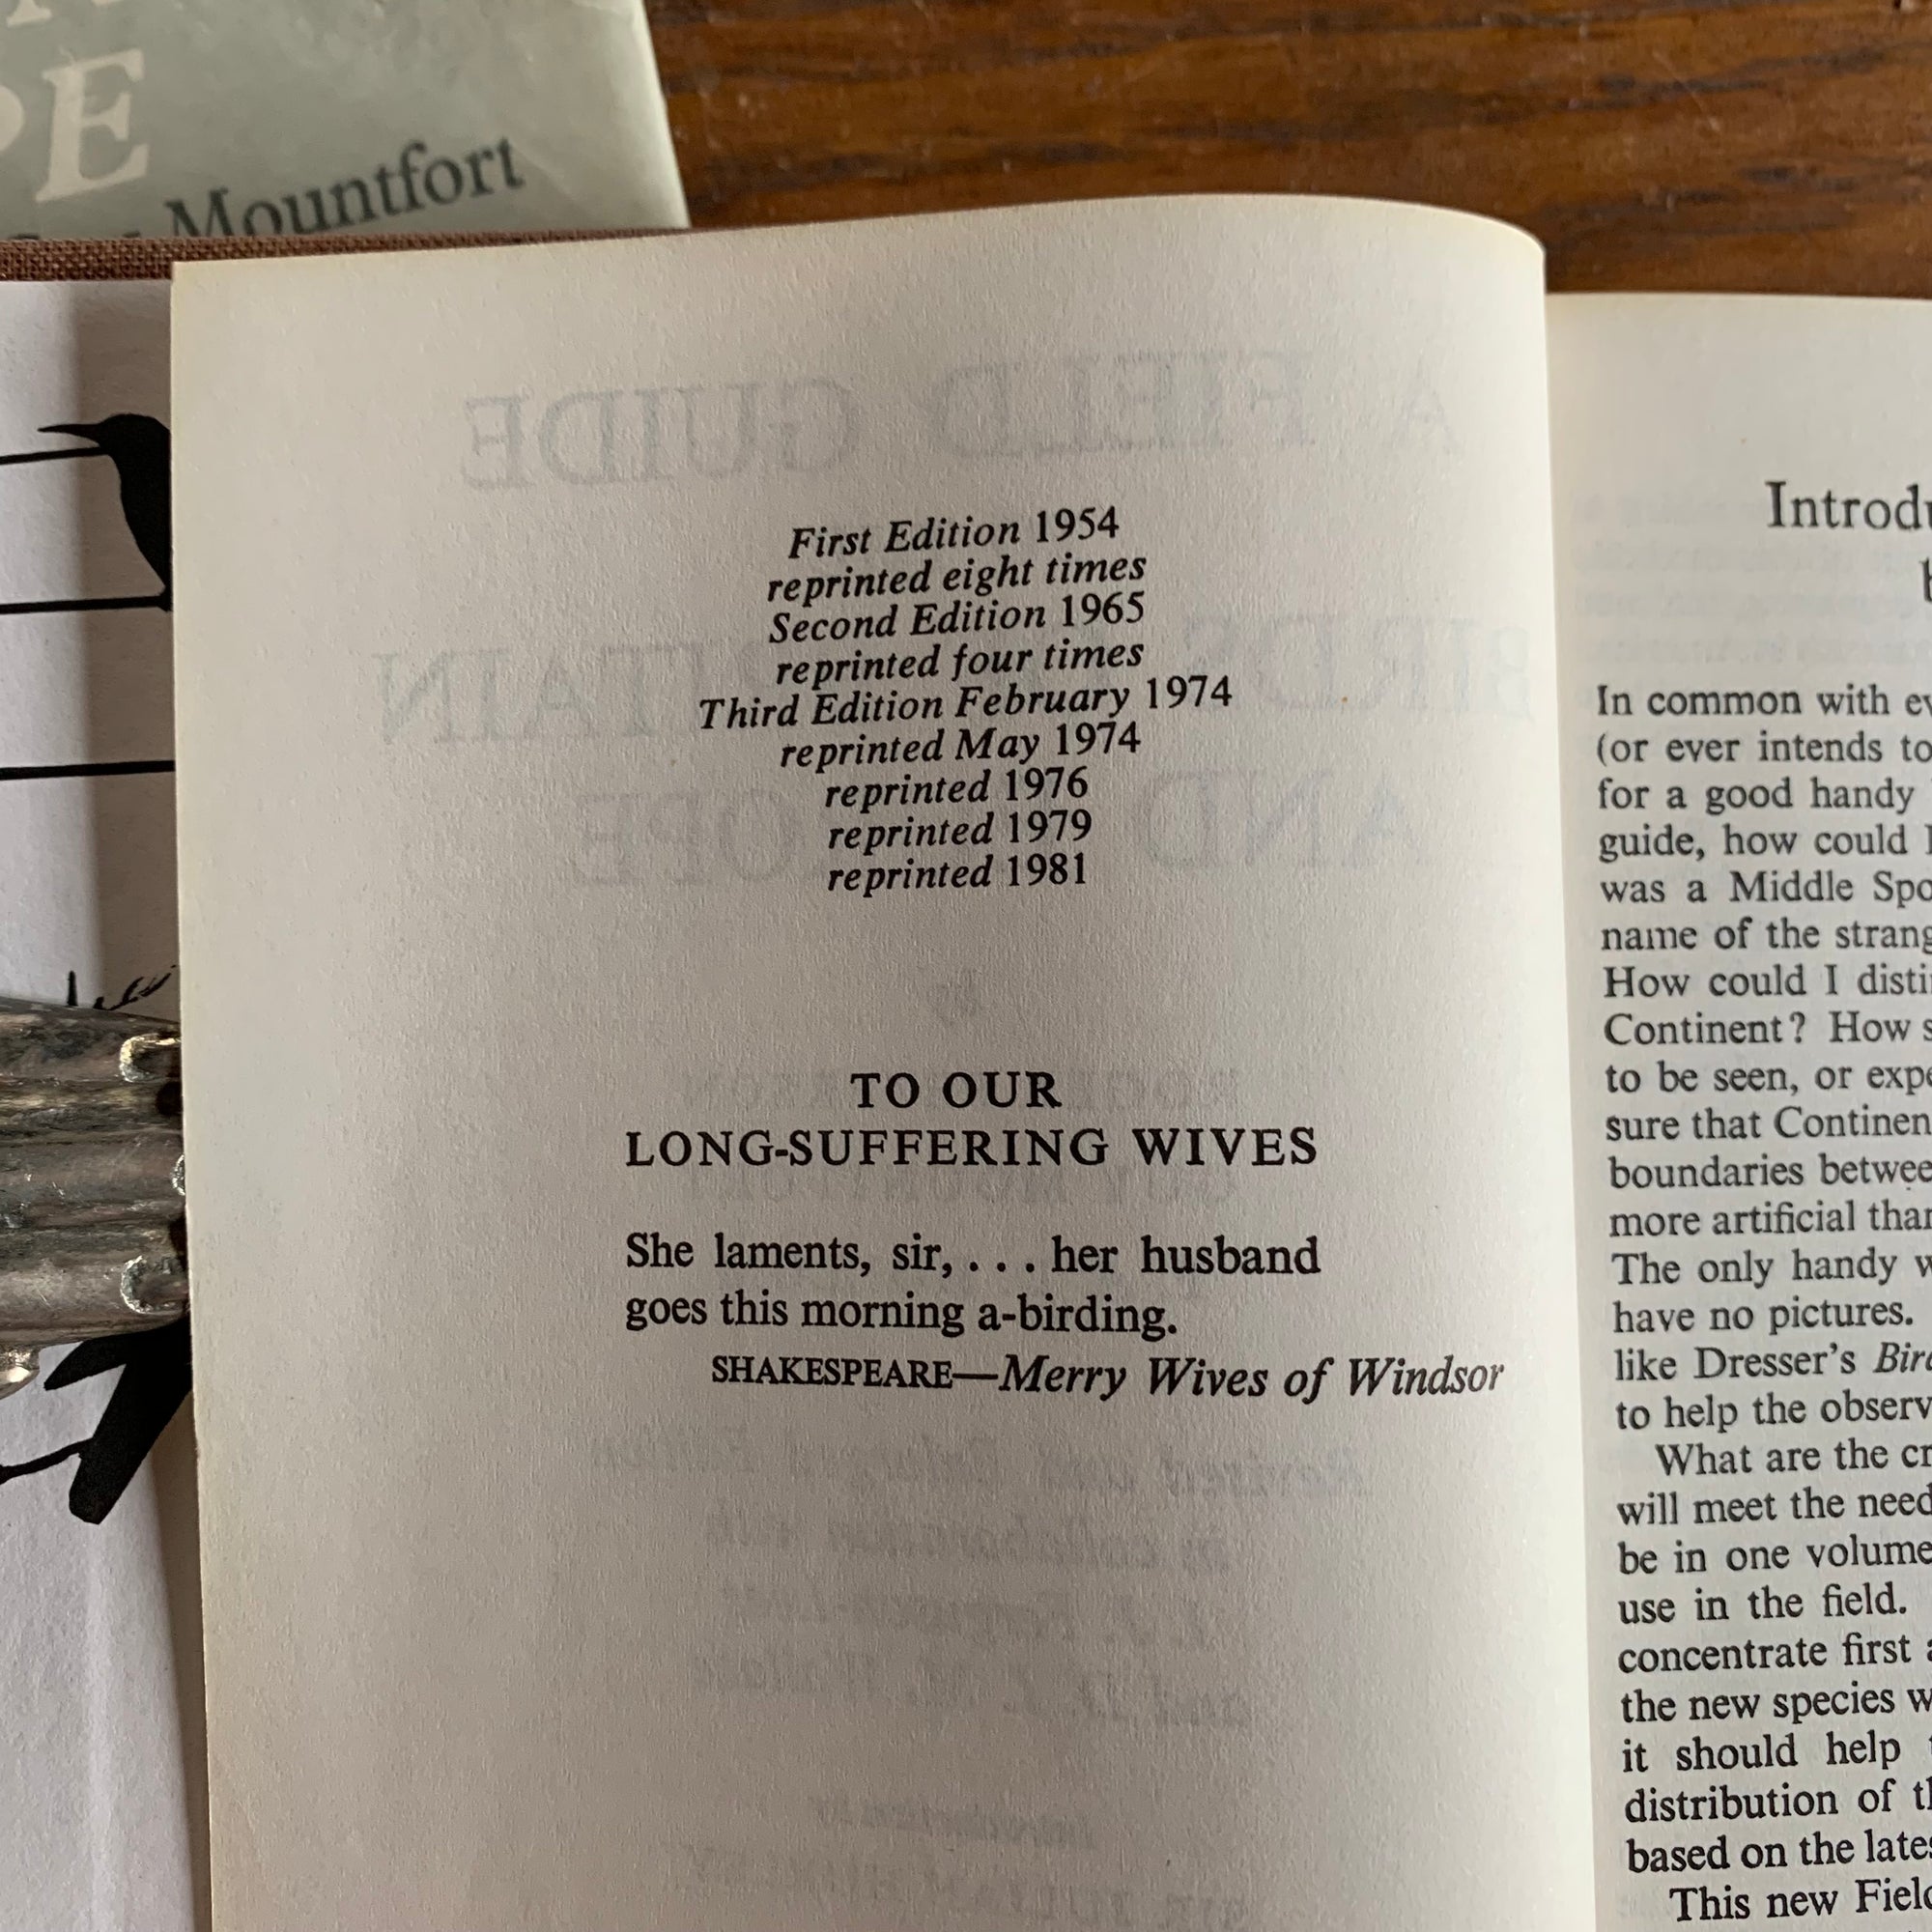 PE
Mountfort
First Edition 1954
reprinted eight times
Second Edition 1965
reprinted four times
Third Edition February 1974
reprinted May 1974
reprinted 1976
reprinted 1979
reprinted 1981
TO OUR
LONG-SUFFERING WIVES
She laments, sir, . . . her husband
goes this morning a-birding.
SHAKESPEARE—Merry Wives of Windsor
A FIELD GUIDE
AND
In common with
(or ever intends to
for a good handy
guide, how could
was a Middle
name of the
How could I
Continent? How
to be seen, or
sure that
boundaries
more artificial
The only handy
have no pictures.
like Dresser's
to help the
What are the
will meet the
be in one volume
use in the field.
concentrate first
the new species
it should help
distribution of
based on the
This new